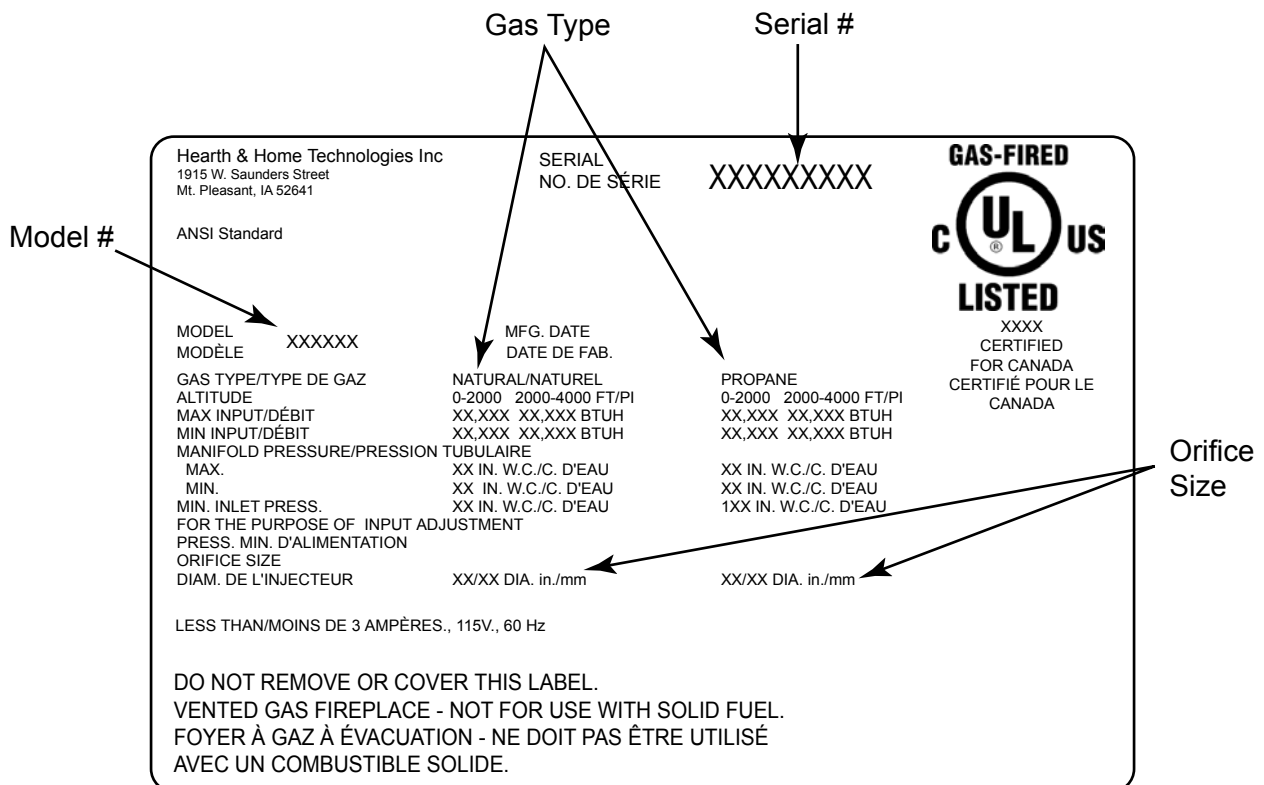 Gas Type Serial #
Hearth & Home Technologies Inc
1915 W. Saunders Street
Mt. Pleasant, IA 52641
SERIAL
NO. DE SÉRIE XXXXXXXXX
GAS-FIRED
C UL ® US
LISTED
XXXX
CERTIFIED
FOR CANADA
CERTIFIÉ POUR LE
CANADA
ANSI Standard
Model #
MODEL
MODÈLE XXXXXX
MFG. DATE
DATE DE FAB.
GAS TYPE/TYPE DE GAZ NATURAL/NATUREL PROPANE
ALTITUDE 0-2000 2000-4000 FT/PI 0-2000 2000-4000 FT/PI
MAX INPUT/DÉBIT XX,XXX XX,XXX BTUH XX,XXX XX,XXX BTUH
MIN INPUT/DÉBIT XX,XXX XX,XXX BTUH XX,XXX XX,XXX BTUH
MANIFOLD PRESSURE/PRESSION TUBULAIRE
MAX. XX IN. W.C./C. D'EAU XX IN. W.C./C. D'EAU
MIN. XX IN. W.C./C. D'EAU XX IN. W.C./C. D'EAU
MIN. INLET PRESS. XX IN. W.C./C. D'EAU 1XX IN. W.C./C. D'EAU
FOR THE PURPOSE OF INPUT ADJUSTMENT
PRESS. MIN. D'ALIMENTATION
ORIFICE SIZE
DIAM. DE L'INJECTEUR XX/XX DIA. in./mm XX/XX DIA. in./mm
Orifice
Size
LESS THAN/MOINS DE 3 AMPÈRES., 115V., 60 Hz
DO NOT REMOVE OR COVER THIS LABEL.
VENTED GAS FIREPLACE - NOT FOR USE WITH SOLID FUEL.
FOYER À GAZ À ÉVACUATION - NE DOIT PAS ÊTRE UTILISÉ
AVEC UN COMBUSTIBLE SOLIDE.